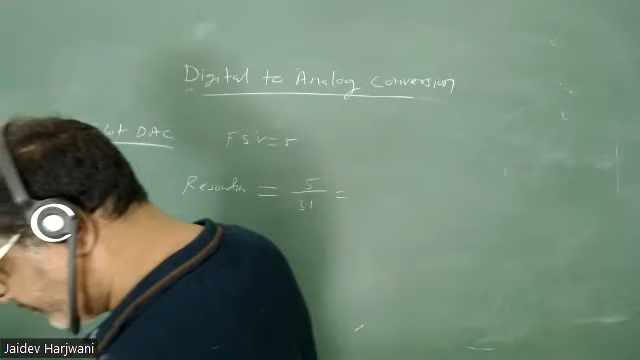 Digital to Analog Conversion
bit DAC
FSV = 5
Resolution = 5/31 =
Jaidev Harjwani